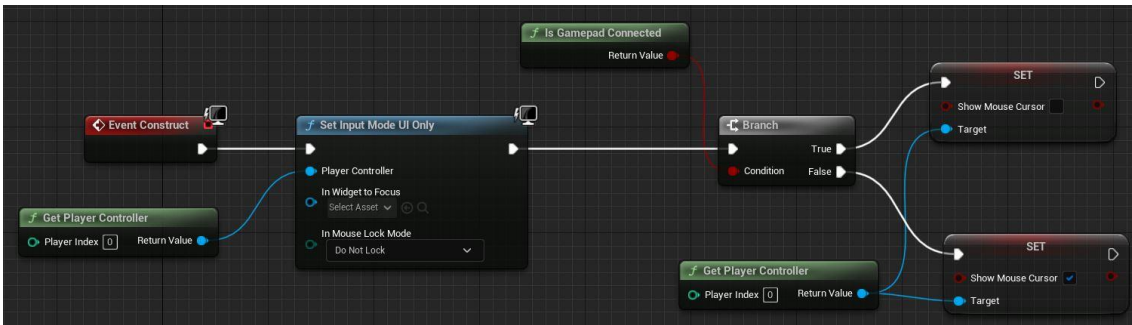 Is Gamepad Connected
Return Value
SET
Show Mouse Cursor
Target
Event Construct
Set Input Mode UI Only
Player Controller
In Widget to Focus
Select Asset
In Mouse Lock Mode
Do Not Lock
Branch
True
Condition
False
Get Player Controller
Player Index 0
Return Value
Get Player Controller
Player Index 0
Return Value
SET
Show Mouse Cursor
Target